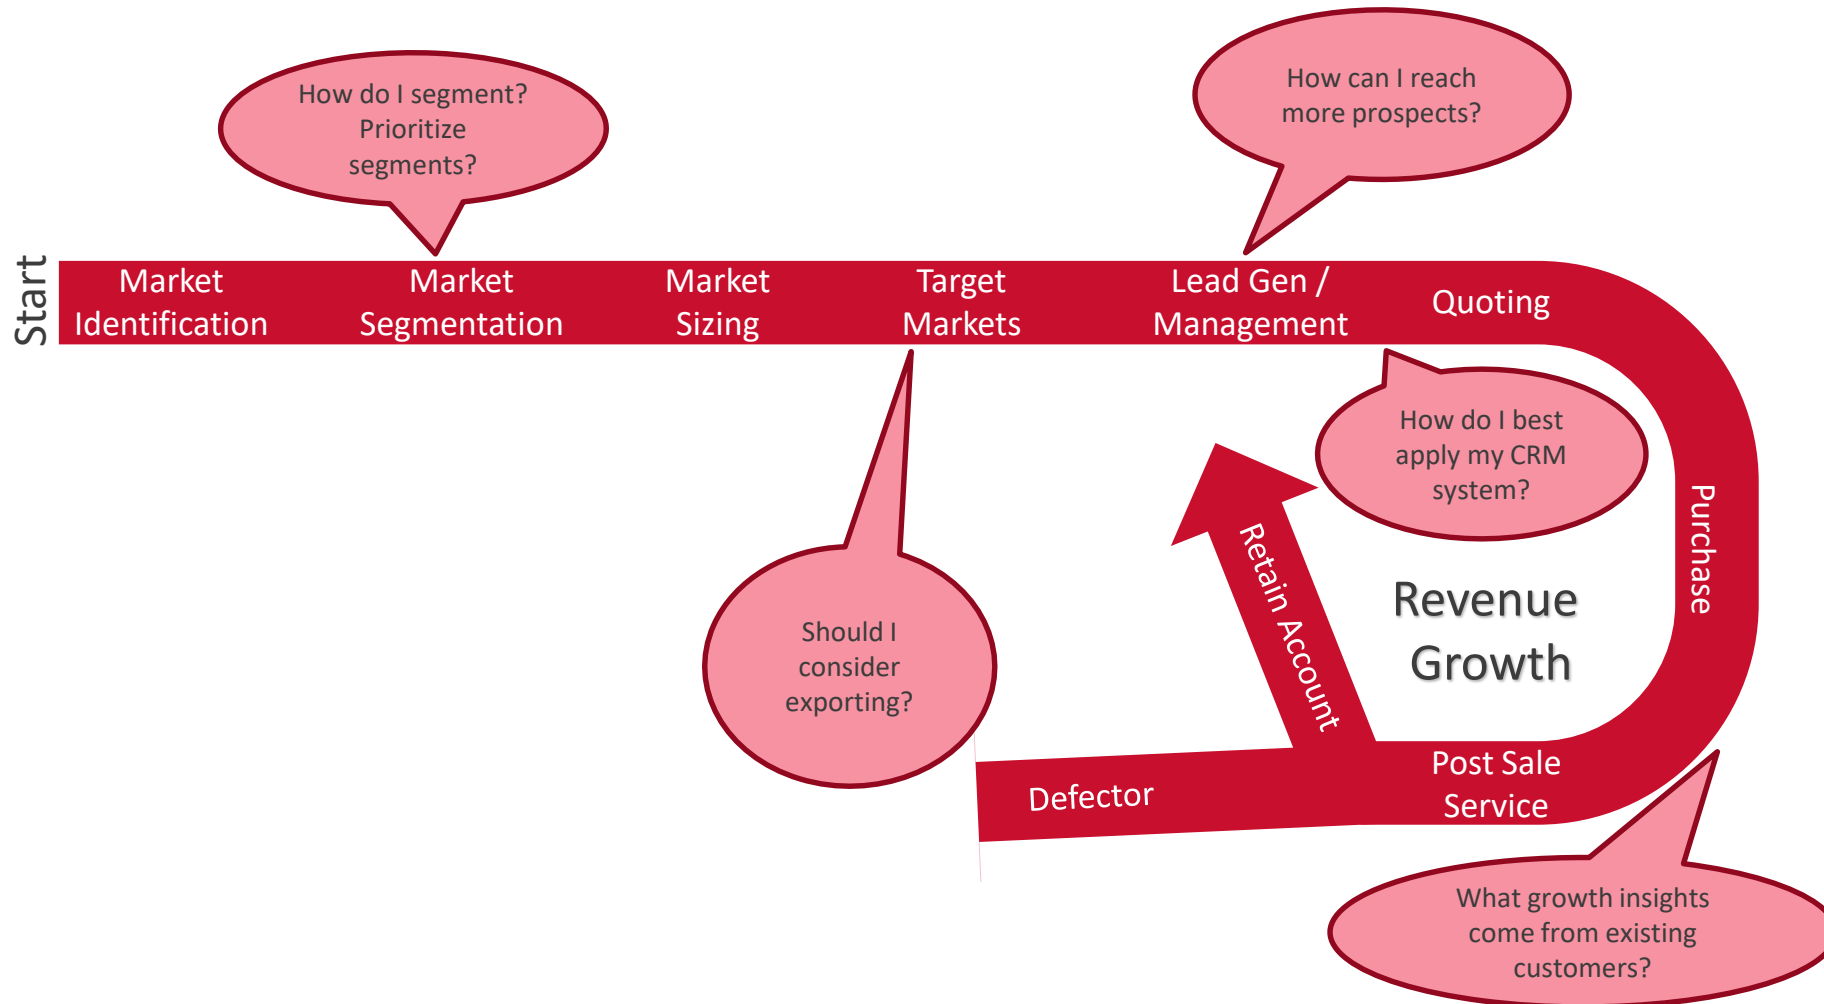 How do I segment?
Prioritize
segments?
How can I reach
more prospects?
Start
Market
Identification
Market
Segmentation
Market
Sizing
Target
Markets
Lead Gen /
Management
Quoting
How do I best
apply my CRM
system?
Purchase
Retain Account
Revenue
Growth
Should I
consider
exporting?
Defector
Post Sale
Service
What growth insights
come from existing
customers?